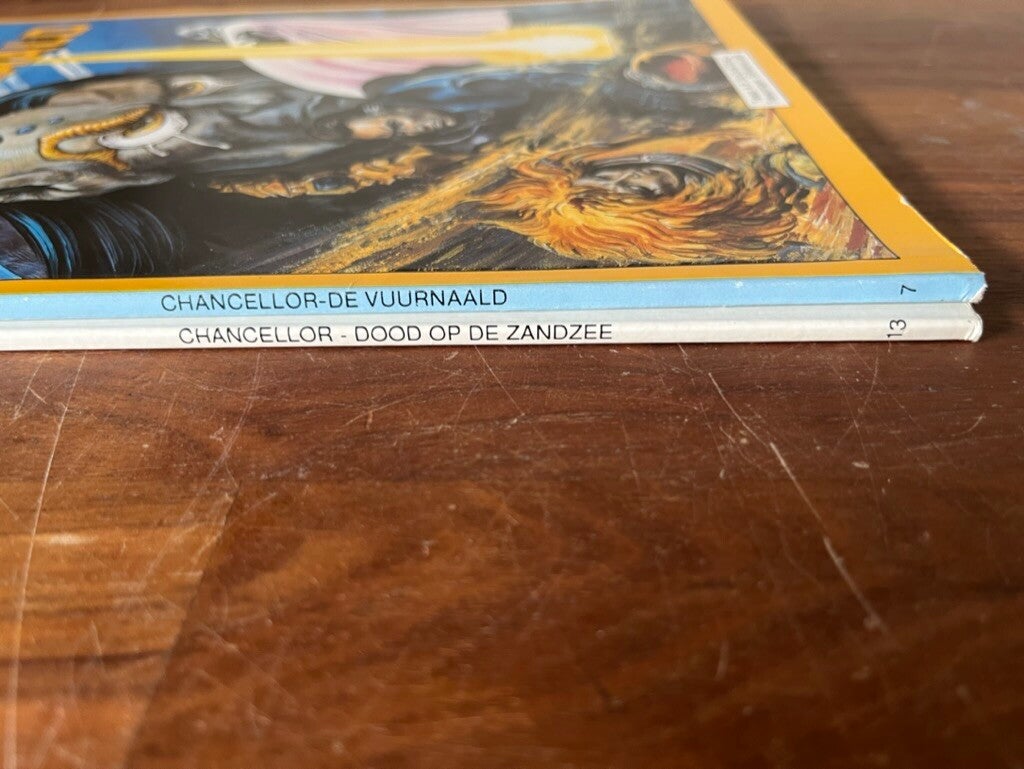 CHANCELLOR-DE VUURNAALD 7
CHANCELLOR - DOOD OP DE ZANDZEE 13